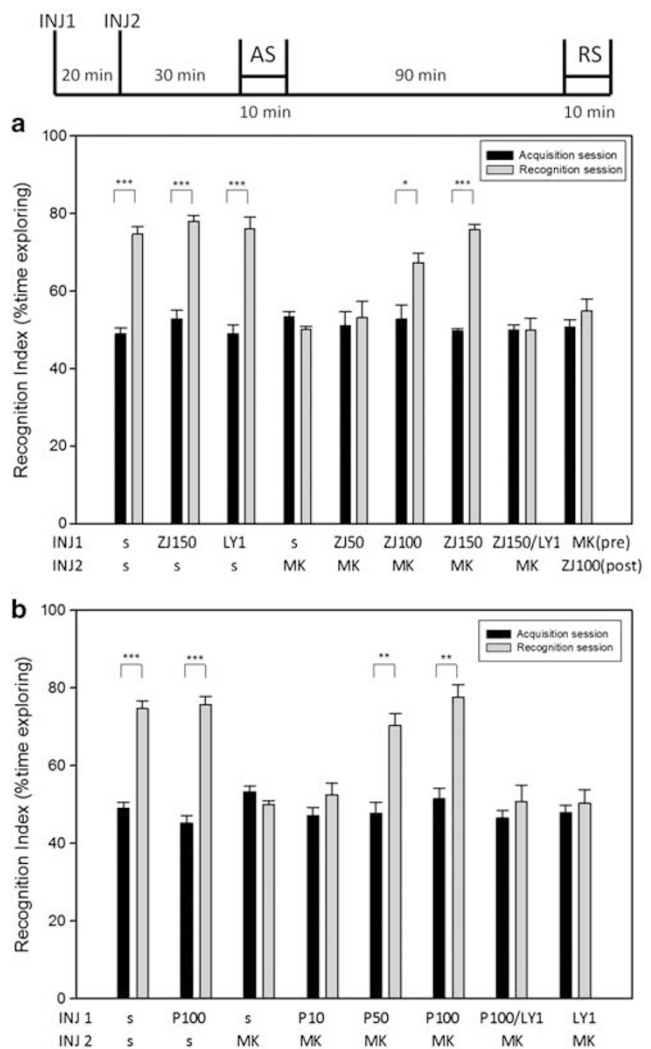 INJ1 INJ2
AS RS
20 min 30 min 90 min
10 min 10 min
a
100
Acquisition session
Recognition session
*** *** *** * ***
80
60
40
20
0
Recognition Index (%time exploring)
INJ1 s ZJ150 LY1 s ZJ50 ZJ100 ZJ150 ZJ150/LY1 MK(pre)
INJ2 s s s MK MK MK MK MK ZJ100(post)
b
100
Acquisition session
Recognition session
*** *** ** **
80
60
40
20
0
Recognition Index (%time exploring)
INJ 1 s P100 s P10 P50 P100 P100/LY1 LY1
INJ 2 s s MK MK MK MK MK MK